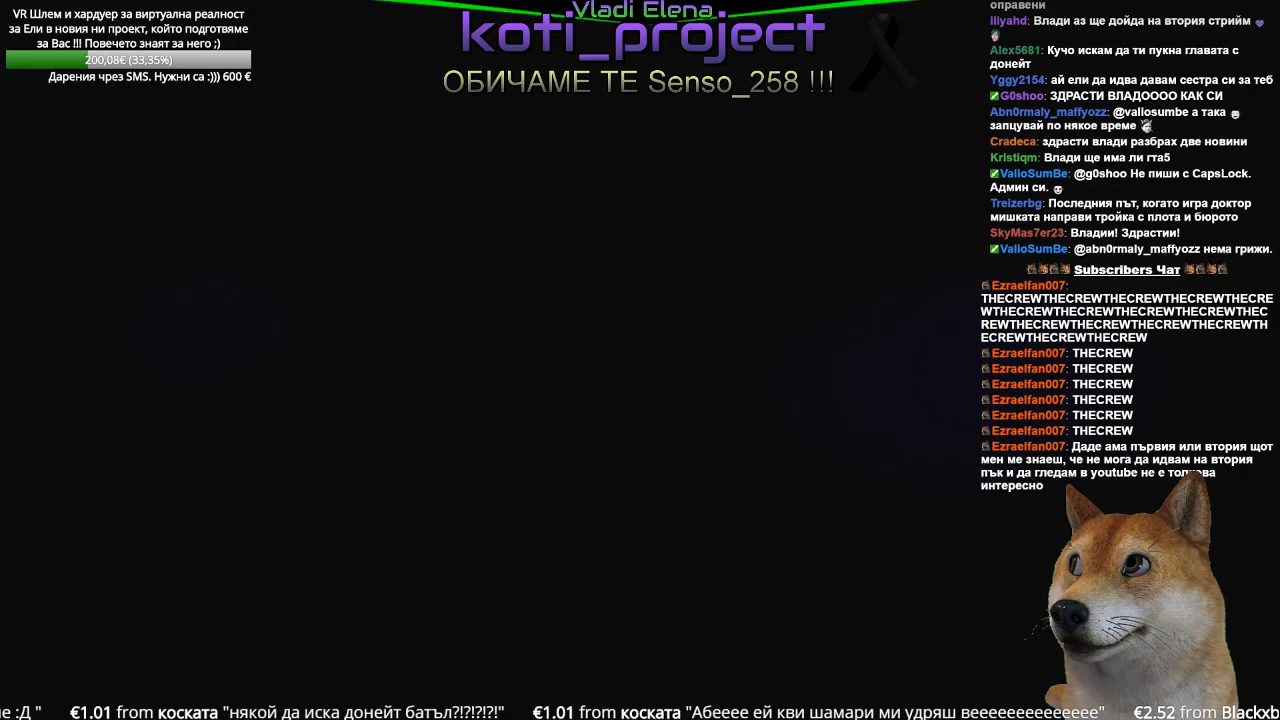 VR Шлем и хардуер за виртуална реалност
за Ели в новия ни проект, който подготвяме
за Вас !!! Повечето знаят за него ;)
200,08€ (33,35%)
Дарения чрез SMS. Нужни са :))) 600 €
Vladi Elena
koti_project
ОБИЧАМЕ ТЕ Senso_258 !!!
оправени
Iliyahd: Влади аз ще дойда на втория стрийм
Alex5681: Кучо искам да ти пукна главата с
донейт
Yggy2154: ай ели да идва давам сестра си за теб
G0shoo: ЗДРАСТИ ВЛАДОООО КАК СИ
Abn0rmaly_maffyozz: @valiosumbe а така
запцувай по някое време
Cradeca: здрасти влади разбрах две новини
Kristiqm: Влади ще има ли гта5
ValioSumBe: @g0shoo Не пиши с CapsLock.
Админ си.
Treizerbg: Последния път, когато игра доктор
мишката направи тройка с плота и бюрото
SkyMas7er23: Владии! Здрастии!
ValioSumBe: @abn0rmaly_maffyozz нема грижи.
Subscribers Чат
Ezraelfan007:
THECREWTHECREWTHECREWTHECREWTHECRE
WTHECREWTHECREWTHECREWTHECREWTHEC
REWTHECREWTHECREWTHECREWTHECREWTH
ECREWTHECREWTHECREW
Ezraelfan007: THECREW
Ezraelfan007: THECREW
Ezraelfan007: THECREW
Ezraelfan007: THECREW
Ezraelfan007: THECREW
Ezraelfan007: THECREW
Ezraelfan007: Даде ама първия или втория щот
мен ме знаеш, че не мога да идвам на втория
пък и да гледам в youtube не е толкова
интересно
не :Д " €1.01 from коската "някой да иска донейт батъл?!?!?!?!" €1.01 from коската "Абееее ей кви шамари ми удряш веееееееееееееее" €2.52 from Blackxb